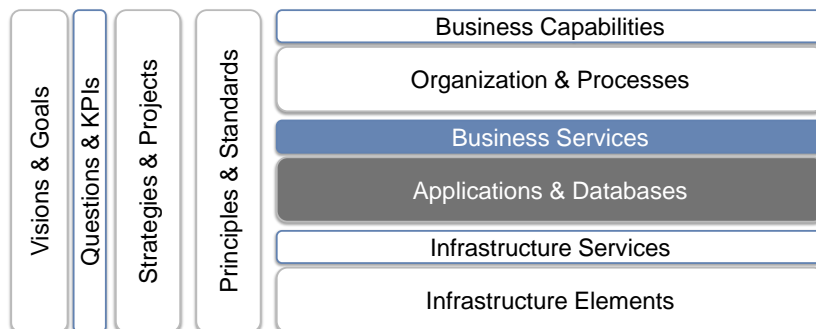 Visions & Goals
Questions & KPIs
Strategies & Projects
Principles & Standards
Business Capabilities
Organization & Processes
Business Services
Applications & Databases
Infrastructure Services
Infrastructure Elements